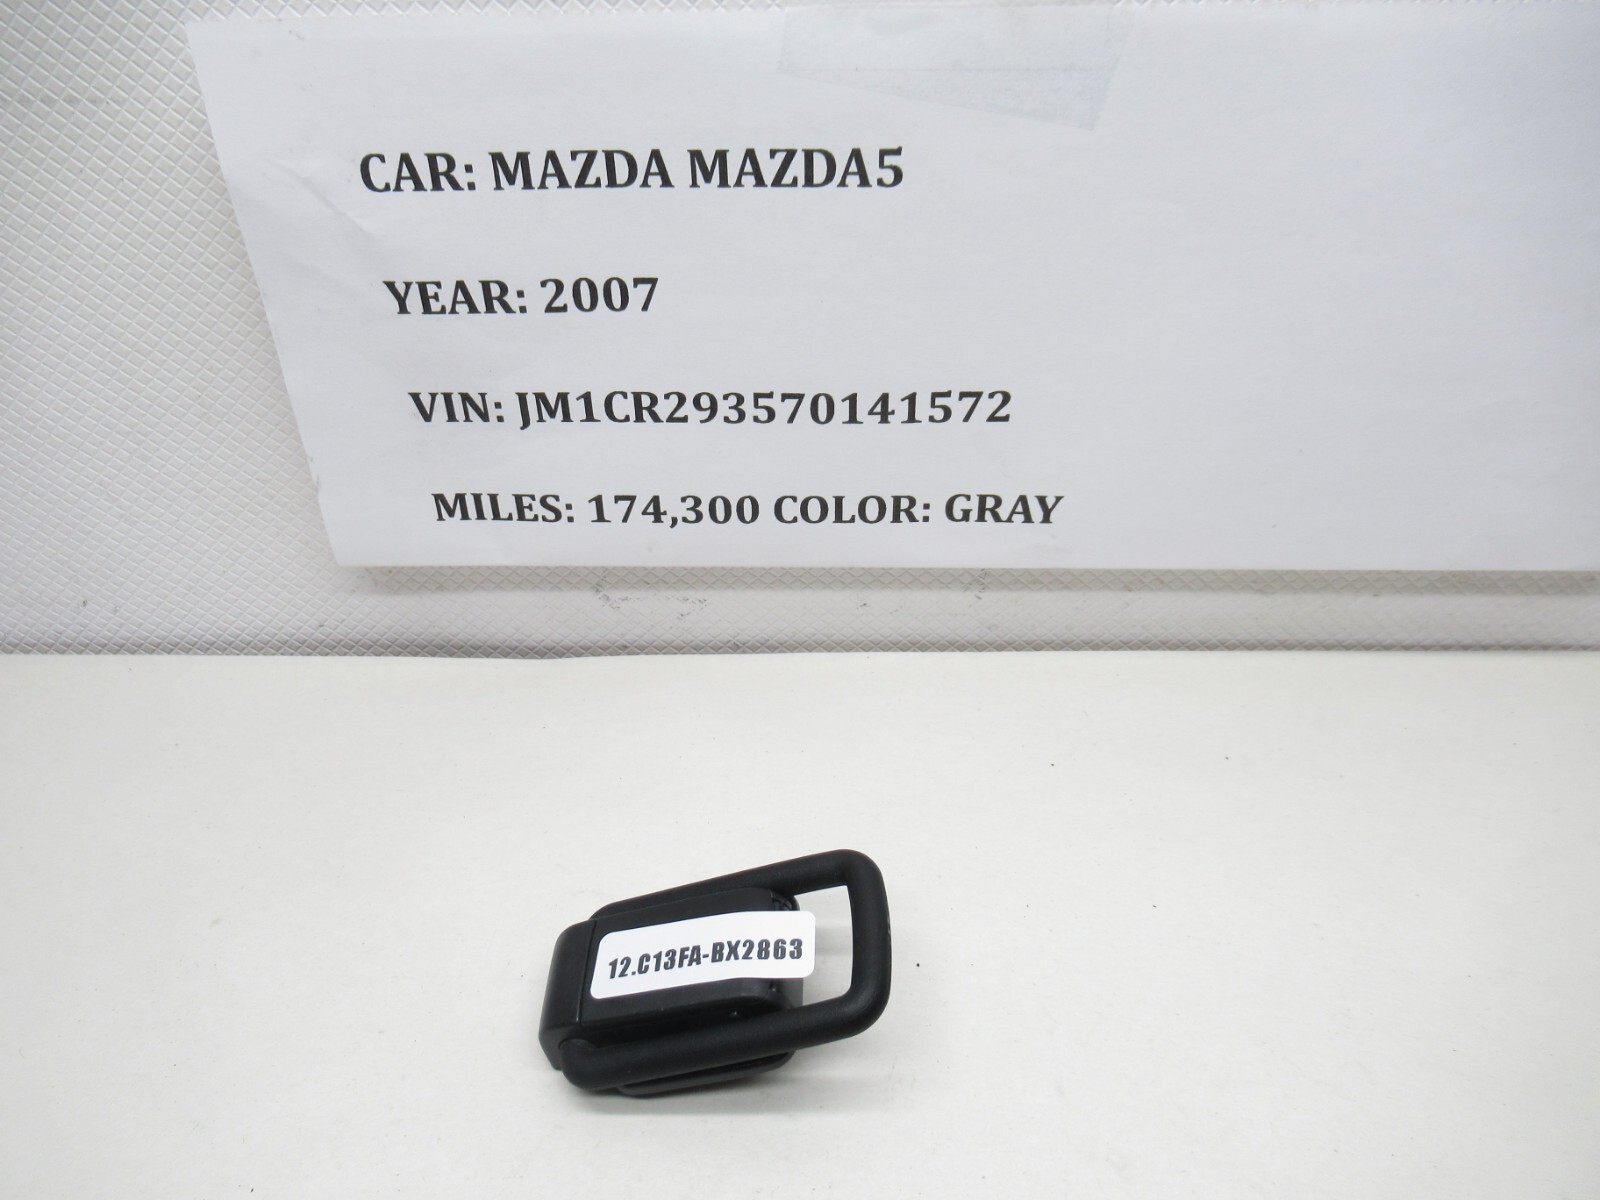 CAR: MAZDA MAZDA5
YEAR: 2007
VIN: JM1CR293570141572
MILES: 174,300 COLOR: GRAY
12.C13FA-BX2863